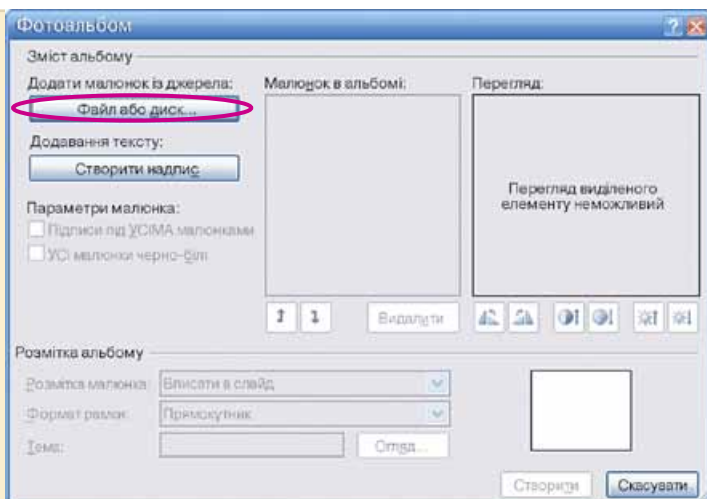 Фотоальбом
Зміст альбому
Додати малюнок із джерела:
Файл або диск...
Додавання тексту:
Створити надпис
Параметри малюнка:
Підписи під УСІМА малюнками
УСІ малюнки чорно-білі
Малюнок в альбомі:
Видалити
Перегляд:
Перегляд виділеного
елементу неможливий
Розмітка альбому
Розмітка малюнка:
Вписати в слайд
Формат рамки:
Прямокутник
Тема:
Огляд...
Створити
Скасувати